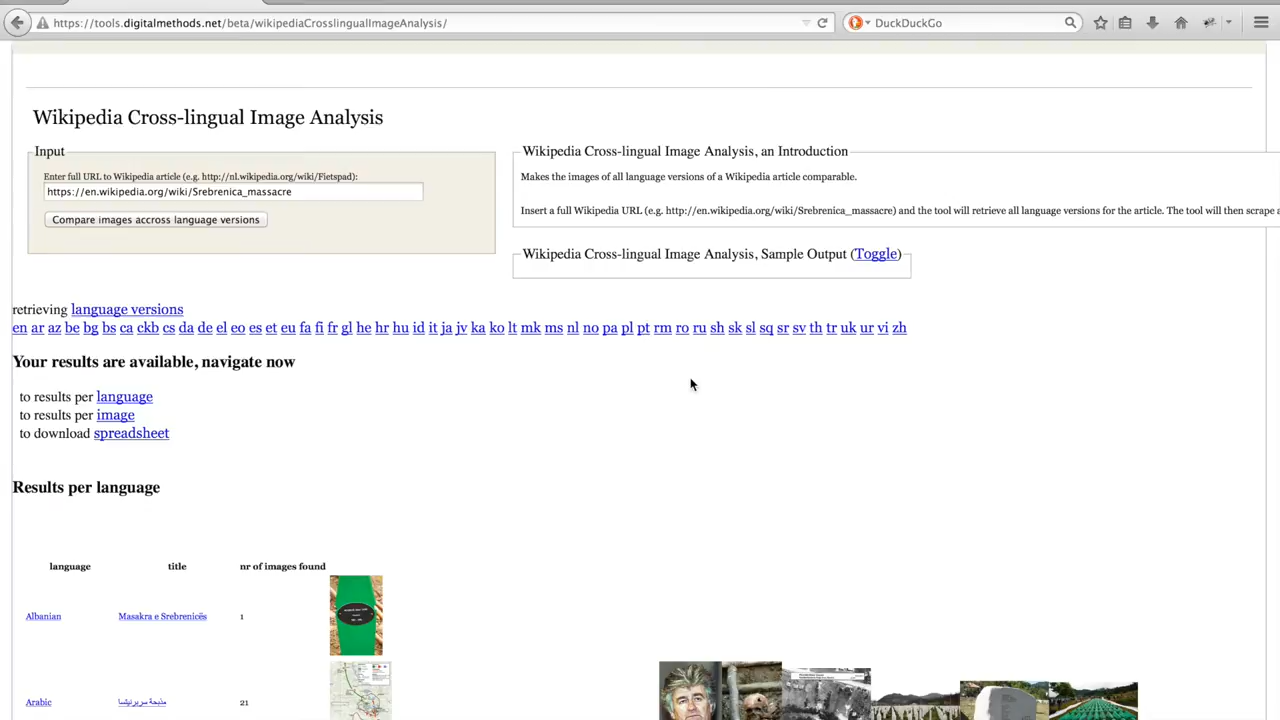 https://tools.digitalmethods.net/beta/wikipediaCrosslingualImageAnalysis/
DuckDuckGo
Wikipedia Cross-lingual Image Analysis
Input
Enter full URL to Wikipedia article (e.g. http://nl.wikipedia.org/wiki/Fietspad):
https://en.wikipedia.org/wiki/Srebrenica_massacre
Compare images accross language versions
Wikipedia Cross-lingual Image Analysis, an Introduction
Makes the images of all language versions of a Wikipedia article comparable.
Insert a full Wikipedia URL (e.g. http://en.wikipedia.org/wiki/Srebrenica_massacre) and the tool will retrieve all language versions for the article. The tool will then scrape a
Wikipedia Cross-lingual Image Analysis, Sample Output (Toggle)
retrieving language versions
en ar az be bg bs ca ckb cs da de el eo es et eu fa fi fr gl he hr hu id it ja jv ka ko lt mk ms nl no pa pl pt rm ro ru sh sk sl sq sr sv th tr uk ur vi zh
Your results are available, navigate now
to results per language
to results per image
to download spreadsheet
Results per language
language title nr of images found
Albanian Masakra e Srebrenicës 1
Arabic مذبحة سربرنيتسا 21